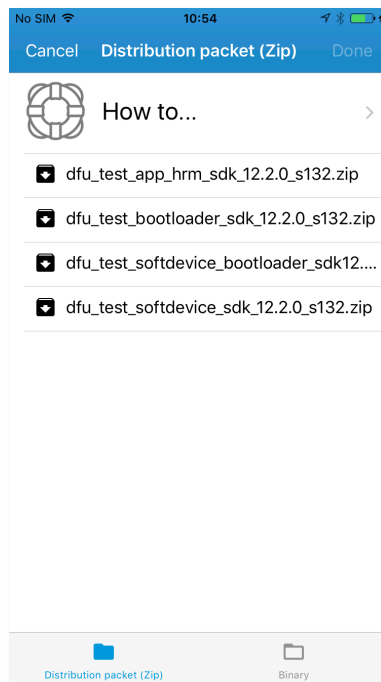 No SIM 10:54
Cancel Distribution packet (Zip) Done
How to...
dfu_test_app_hrm_sdk_12.2.0_s132.zip
dfu_test_bootloader_sdk_12.2.0_s132.zip
dfu_test_softdevice_bootloader_sdk12....
dfu_test_softdevice_sdk_12.2.0_s132.zip
Distribution packet (Zip) Binary